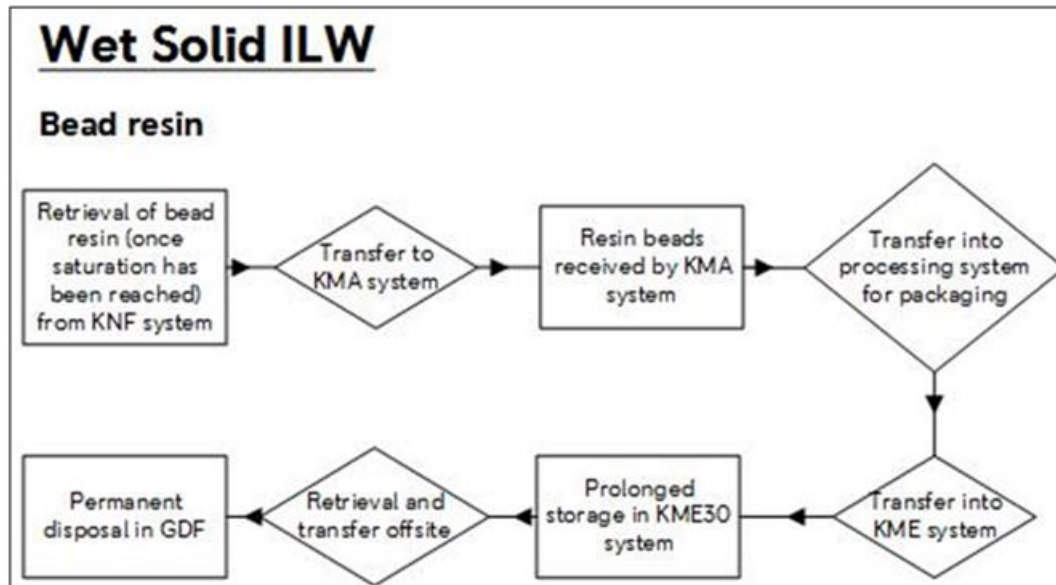 Wet Solid ILW
Bead resin
Retrieval of bead
resin (once
saturation has
been reached)
from KNF system
Transfer to
KMA system
Resin beads
received by KMA
system
Transfer into
processing system
for packaging
Transfer into
KME system
Prolonged
storage in KME30
system
Retrieval and
transfer offsite
Permanent
disposal in GDF